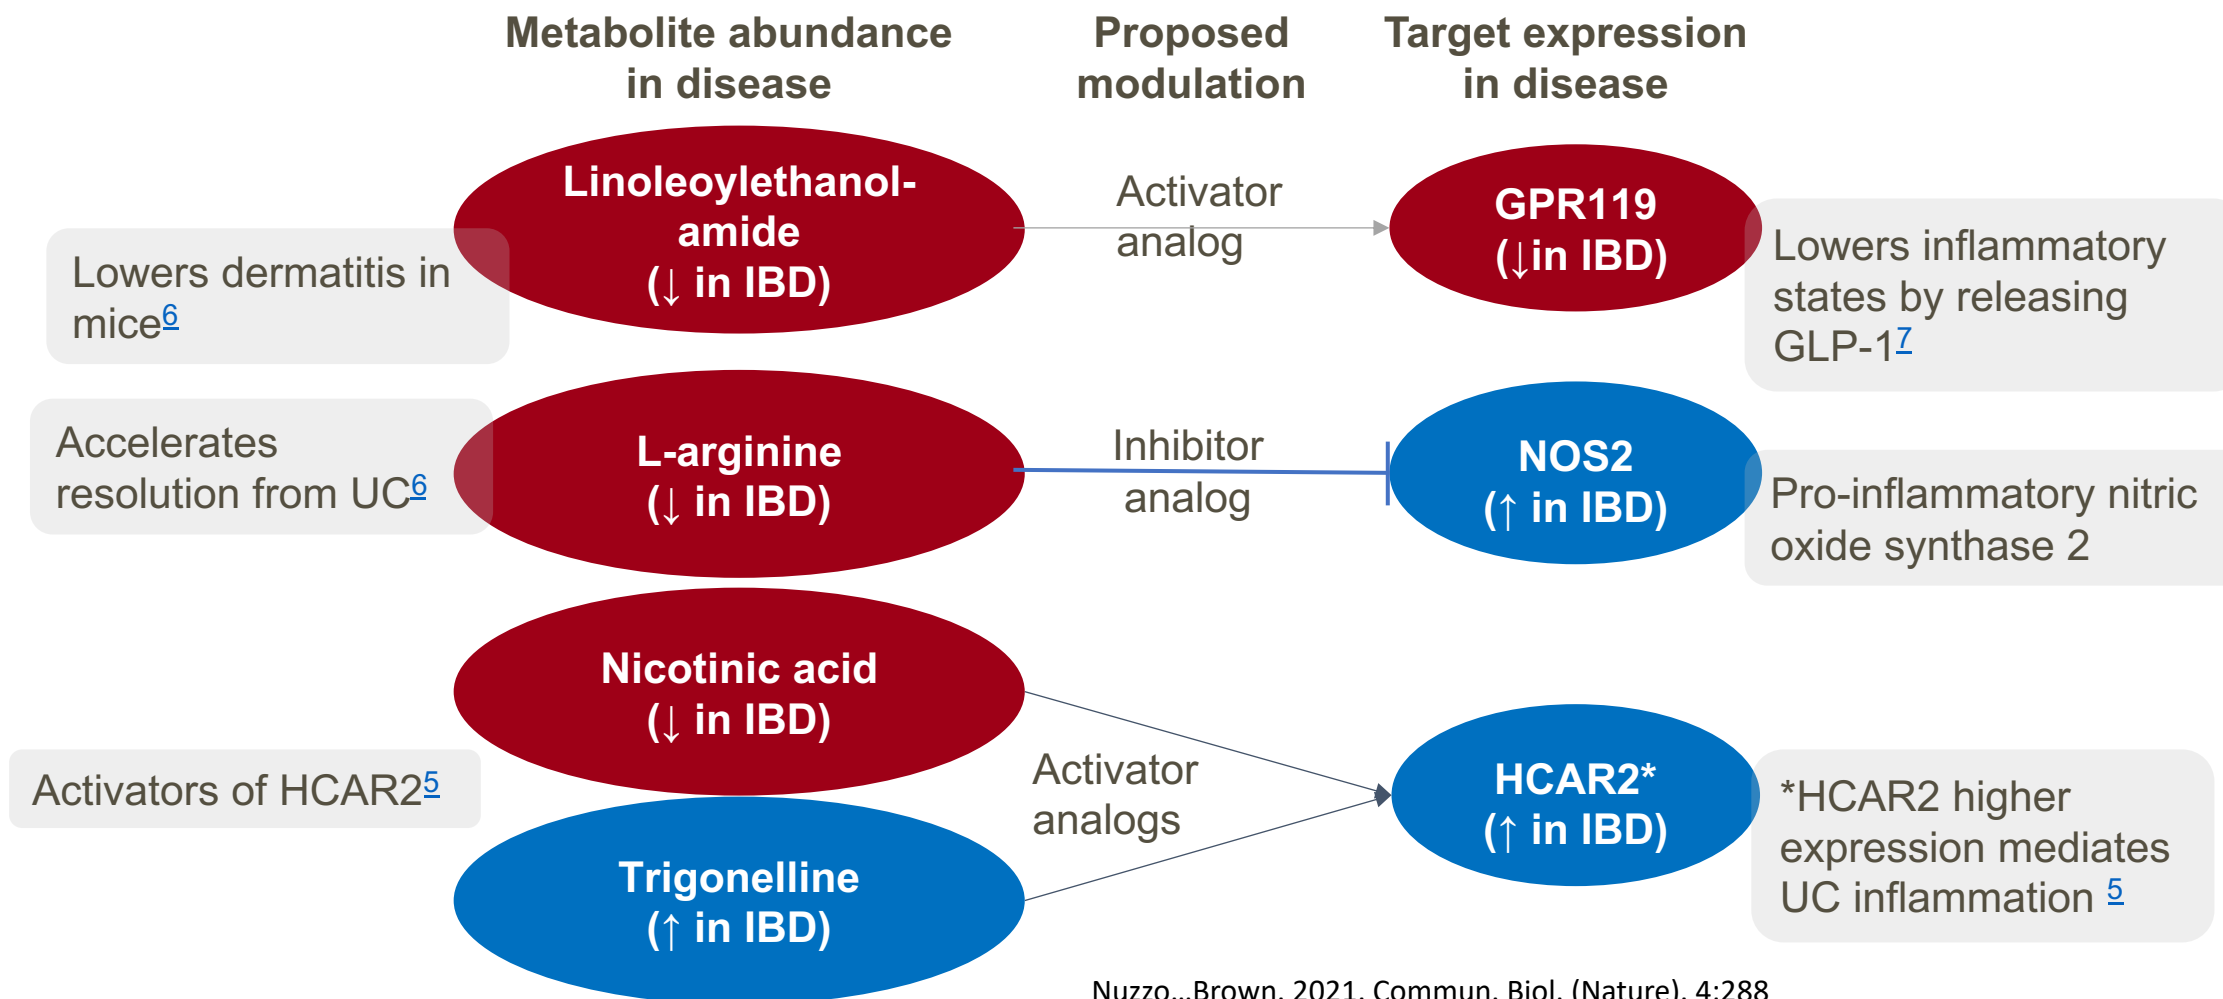 Metabolite abundance
in disease
Proposed
modulation
Target expression
in disease
Linoleoylethanol-
amide
(↓ in IBD)
Activator
analog
GPR119
(↓in IBD)
Lowers dermatitis in
mice6
Lowers inflammatory
states by releasing
GLP-17
Accelerates
resolution from UC6
L-arginine
(↓ in IBD)
Inhibitor
analog
NOS2
(↑ in IBD)
Pro-inflammatory nitric
oxide synthase 2
Nicotinic acid
(↓ in IBD)
Activators of HCAR25
Trigonelline
(↑ in IBD)
Activator
analogs
HCAR2*
(↑ in IBD)
*HCAR2 higher
expression mediates
UC inflammation 5
Nuzzo...Brown, 2021, Commun. Biol. (Nature), 4:288